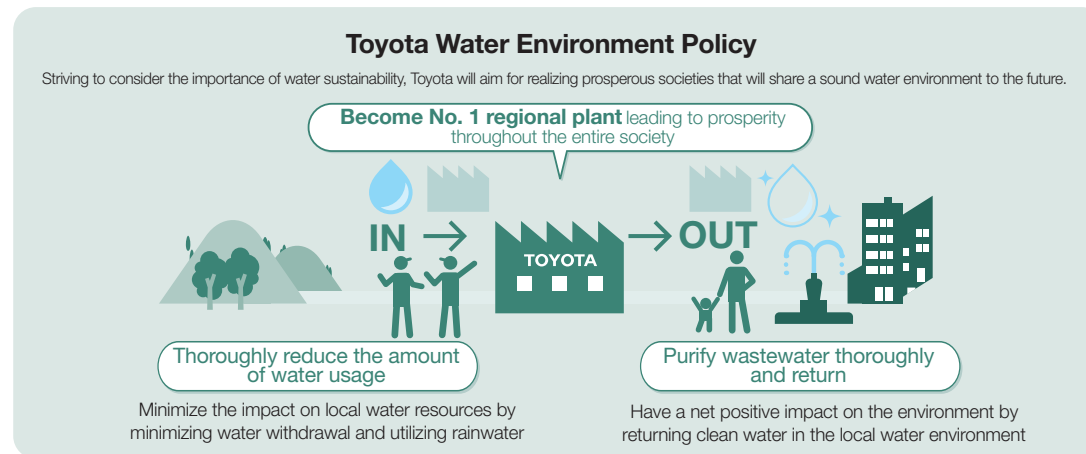 Toyota Water Environment Policy
Striving to consider the importance of water sustainability, Toyota will aim for realizing prosperous societies that will share a sound water environment to the future.
Become No. 1 regional plant leading to prosperity
throughout the entire society
IN
TOYOTA
OUT
Thoroughly reduce the amount
of water usage
Minimize the impact on local water resources by
minimizing water withdrawal and utilizing rainwater
Purify wastewater thoroughly
and return
Have a net positive impact on the environment by
returning clean water in the local water environment